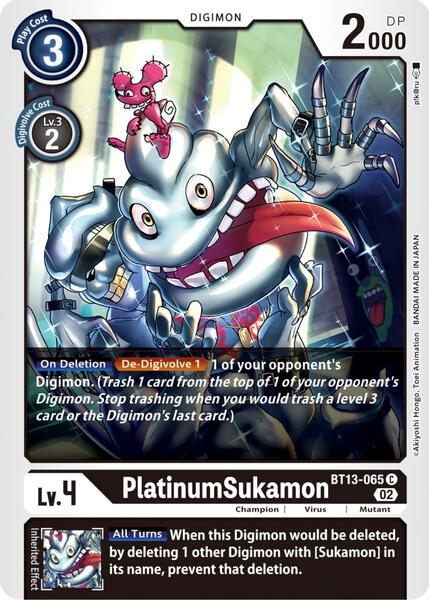 DIGIMON
Play Cost
3
2000
DP
Digivolve Cost
Lv.3
2
plk@ru
©Akiyoshi Hongo, Toei Animation BANDAI MADE IN JAPAN
On Deletion De-Digivolve 1 1 of your opponent's
Digimon. (Trash 1 card from the top of 1 of your opponent's
Digimon. Stop trashing when you would trash a level 3
card or the Digimon's last card.)
Lv.4
PlatinumSukamon
BT13-065 C
02
Champion | Virus | Mutant
Inherited Effect
All Turns When this Digimon would be deleted,
by deleting 1 other Digimon with [Sukamon] in
its name, prevent that deletion.